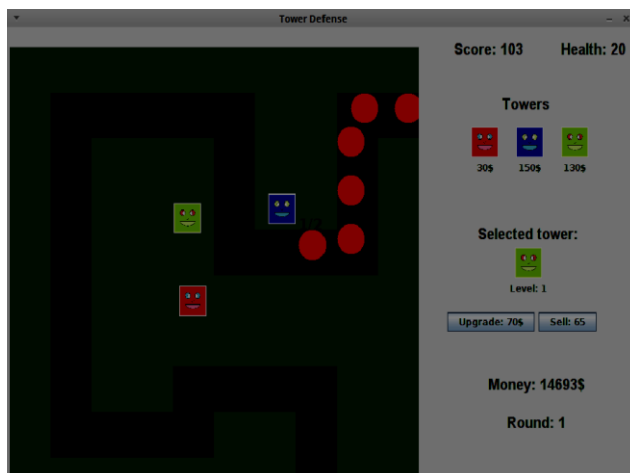 Tower Defense
Score: 103 Health: 20
Towers
30$ 150$ 130$
Selected tower:
Level: 1
Upgrade: 70$ Sell: 65
Money: 14693$
Round: 1